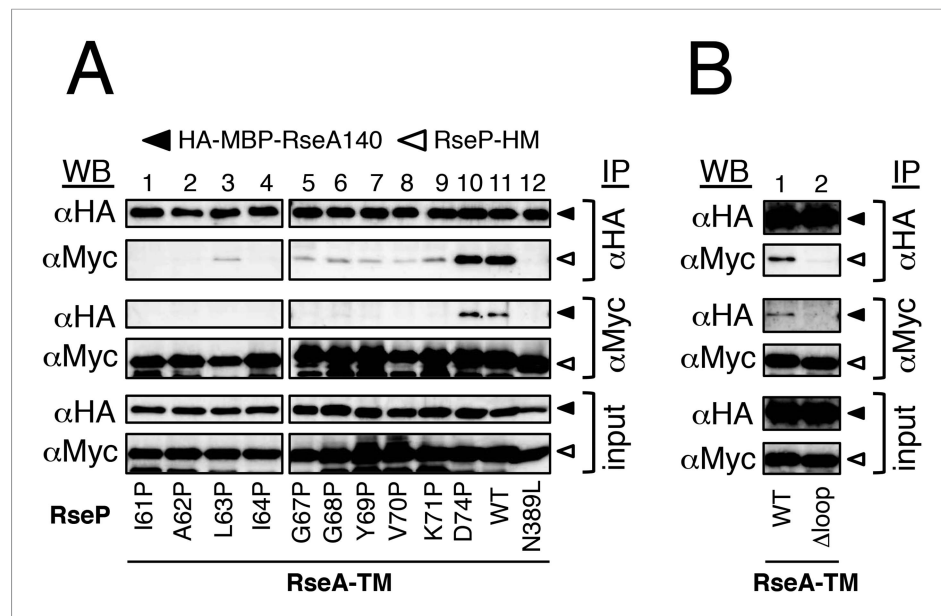 A
B
◀ HA-MBP-RseA140 ◁ RseP-HM
WB 1 2 3 4 5 6 7 8 9 10 11 12 IP
αHA
αMyc
αHA
αHA
αMyc
αMyc
αHA
αMyc
input
RseP I61P A62P L63P I64P G67P G68P Y69P V70P K71P D74P WT N389L
RseA-TM
WB 1 2 IP
αHA
αMyc
αHA
αHA
αMyc
αMyc
αHA
αMyc
input
WT Δloop
RseA-TM